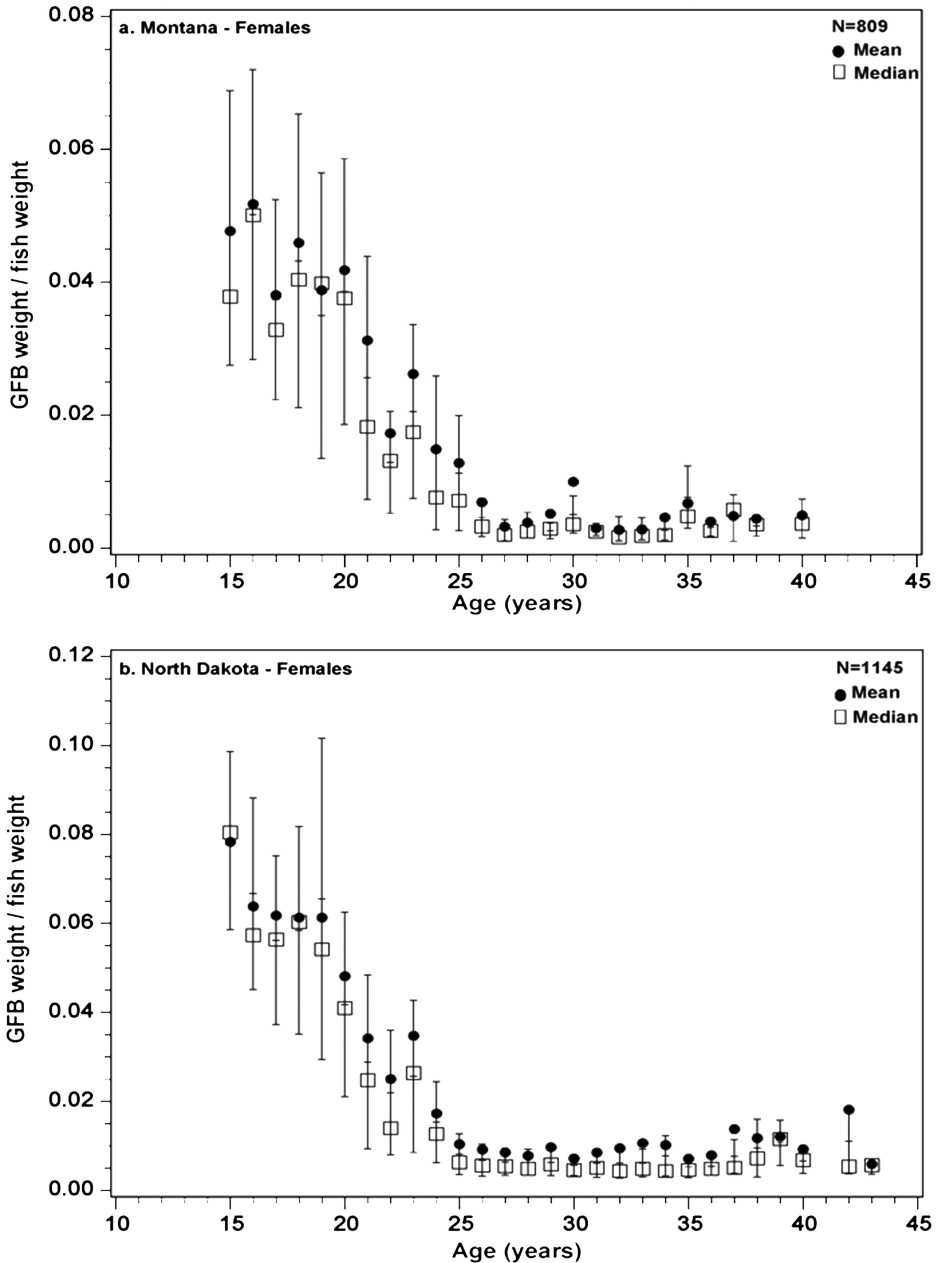 a. Montana - Females
N=809
Mean
Median
GFB weight / fish weight
0.08
0.06
0.04
0.02
0.00
10 15 20 25 30 35 40 45
Age (years)
b. North Dakota - Females
N=1145
Mean
Median
GFB weight / fish weight
0.12
0.10
0.08
0.06
0.04
0.02
0.00
10 15 20 25 30 35 40 45
Age (years)